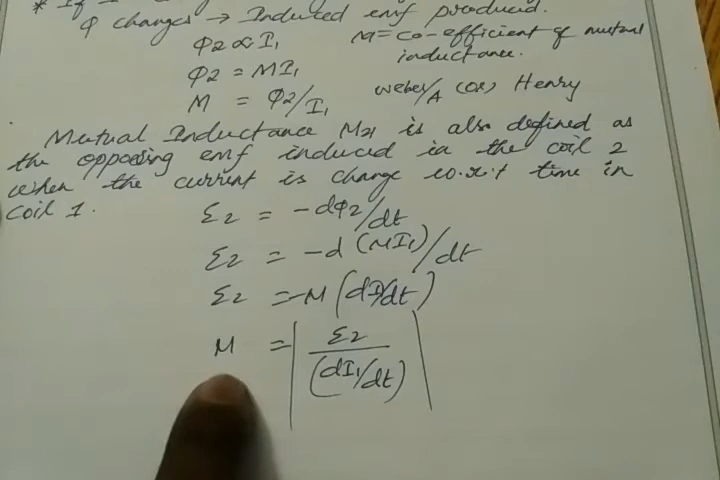 * If
φ changes → Induced emf produced.
φ2 ∝ I1 M = co-efficient of mutual
inductance.
φ2 = MI1
M = φ2/I1 weber/A (or) Henry
Mutual Inductance M21 is also defined as
the opposing emf induced in the coil 2
when the current is change w.r.t time in
coil 1.
ε2 = -dφ2/dt
ε2 = -d (MI1)/dt
ε2 = -M (dI/dt)
M = | ε2 / (dI1/dt) |